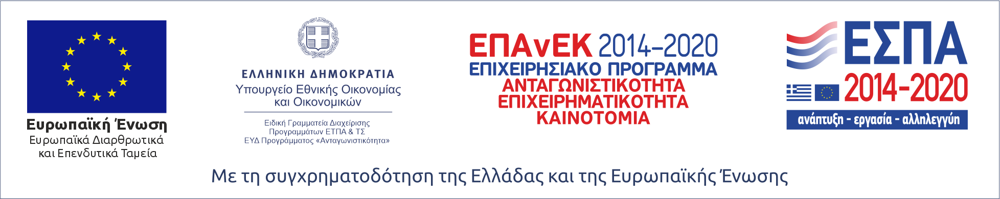 Ευρωπαϊκή Ένωση
Ευρωπαϊκά Διαρθρωτικά
και Επενδυτικά Ταμεία
ΕΛΛΗΝΙΚΗ ΔΗΜΟΚΡΑΤΙΑ
Υπουργείο Εθνικής Οικονομίας
και Οικονομικών
Ειδική Γραμματεία Διαχείρισης
Προγραμμάτων ΕΤΠΑ & ΤΣ
ΕΥΔ Προγράμματος «Ανταγωνιστικότητα»
ΕΠΑνΕΚ 2014–2020
ΕΠΙΧΕΙΡΗΣΙΑΚΟ ΠΡΟΓΡΑΜΜΑ
ΑΝΤΑΓΩΝΙΣΤΙΚΟΤΗΤΑ
ΕΠΙΧΕΙΡΗΜΑΤΙΚΟΤΗΤΑ
ΚΑΙΝΟΤΟΜΙΑ
ΕΣΠΑ
2014-2020
ανάπτυξη - εργασία - αλληλεγγύη
Με τη συγχρηματοδότηση της Ελλάδας και της Ευρωπαϊκής Ένωσης